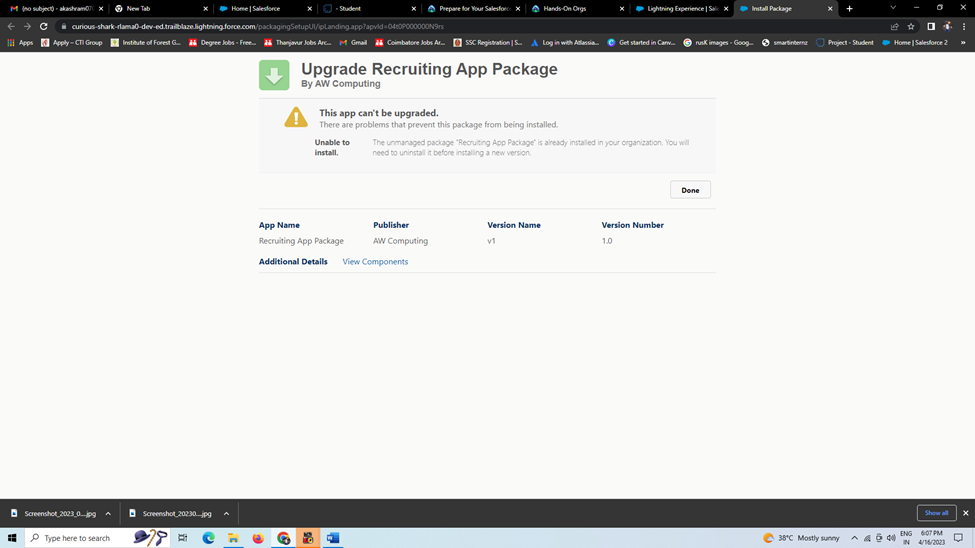 (no subject) - akashrami070
New Tab
Home | Salesforce
- Student
Prepare for Your Salesforce
Hands-On Orgs
Lightning Experience | Sale
Install Package
curious-shark-rlama0-dev-ed.trailblaze.lightning.force.com/packagingSetupUI/ipLanding.app?apvId=04t0P000000N9rs
Apps
Apply – CTI Group
Institute of Forest G...
Degree Jobs - Free...
Thanjavur Jobs Arc...
Gmail
Coimbatore Jobs Ar...
SSC Registration | S...
Log in with Atlassia...
Get started in Canv...
rusK images - Goog...
smartinternz
Project - Student
Home | Salesforce 2
Upgrade Recruiting App Package
By AW Computing
This app can't be upgraded.
There are problems that prevent this package from being installed.
Unable to
install.
The unmanaged package "Recruiting App Package" is already installed in your organization. You will
need to uninstall it before installing a new version.
Done
App Name Publisher Version Name Version Number
Recruiting App Package AW Computing v1 1.0
Additional Details View Components
Screenshot_2023_0....jpg
Screenshot_20230....jpg
Show all
Type here to search
38°C Mostly sunny
ENG
IN
6:07 PM
4/16/2023